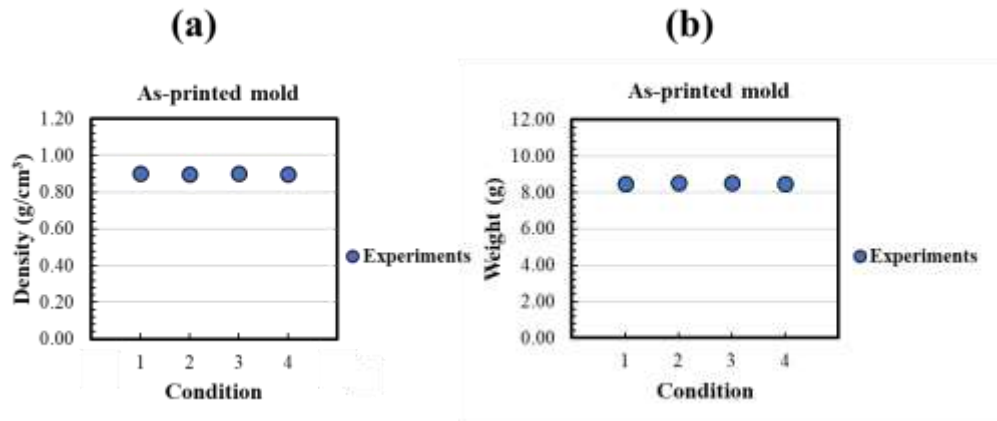 (a)
(b)
As-printed mold
1.20
1.00
0.80
0.60
0.40
0.20
0.00
Density (g/cm³)
1 2 3 4
Condition
Experiments
As-printed mold
12.00
10.00
8.00
6.00
4.00
2.00
0.00
Weight (g)
1 2 3 4
Condition
Experiments